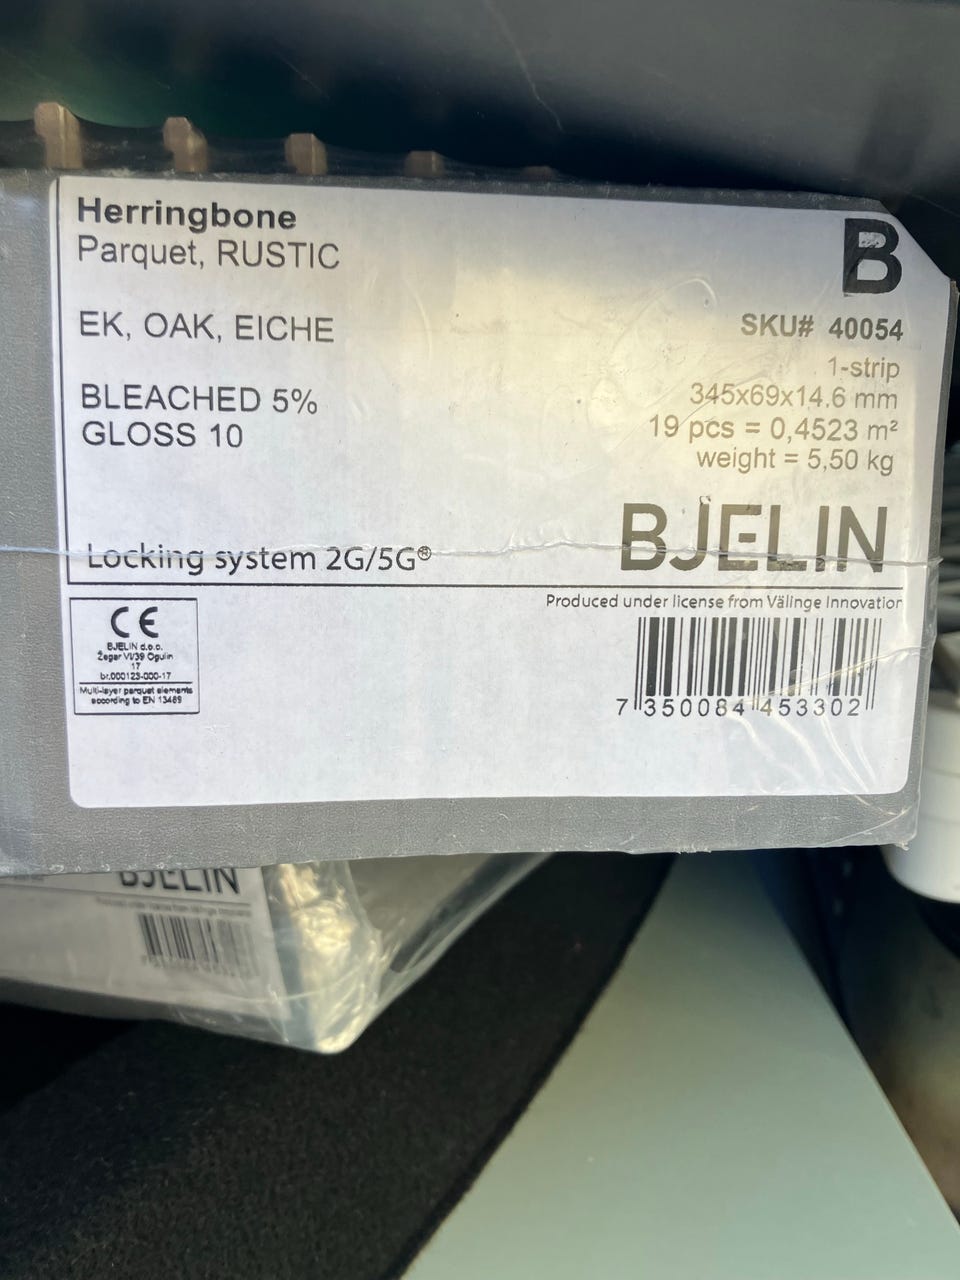 Herringbone
Parquet, RUSTIC
EK, OAK, EICHE
BLEACHED 5%
GLOSS 10
Locking system 2G/5G®
B
SKU# 40054
1-strip
345x69x14.6 mm
19 pcs = 0,4523 m²
weight = 5,50 kg
BJELIN
Produced under license from Välinge Innovation
CE
BJELIN d.o.o.
Žegar VI/39 Ogulin
17
br.000123-000-17
Multi-layer parquet elements
according to EN 13489
7 350084 453302
BJELIN